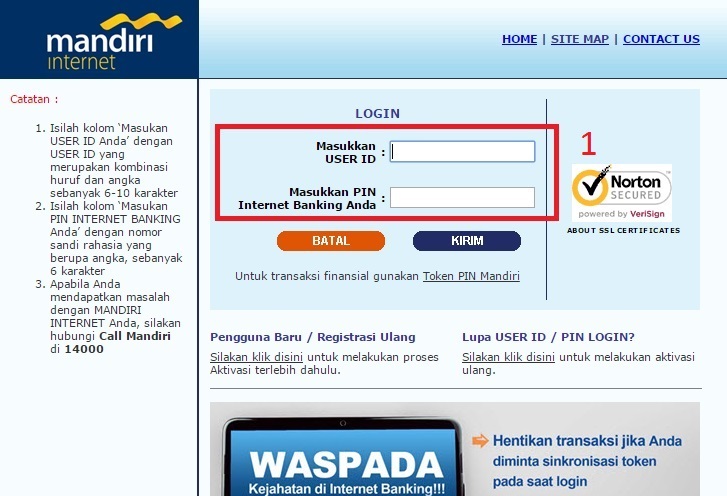 mandiri
internet
HOME | SITE MAP | CONTACT US
Catatan :
1. Isilah kolom ‘Masukan
USER ID Anda’ dengan
USER ID yang
merupakan kombinasi
huruf dan angka
sebanyak 6-10 karakter
2. Isilah kolom ‘Masukan
PIN INTERNET BANKING
Anda’ dengan nomor
sandi rahasia yang
berupa angka, sebanyak
6 karakter
3. Apabila Anda
mendapatkan masalah
dengan MANDIRI
INTERNET Anda, silakan
hubungi Call Mandiri
di 14000
LOGIN
Masukkan
USER ID :
Masukkan PIN
Internet Banking Anda :
BATAL KIRIM
Untuk transaksi finansial gunakan Token PIN Mandiri
1
Norton
SECURED
powered by VeriSign
ABOUT SSL CERTIFICATES
Pengguna Baru / Registrasi Ulang
Silakan klik disini untuk melakukan proses
Aktivasi terlebih dahulu.
Lupa USER ID / PIN LOGIN?
Silakan klik disini untuk melakukan aktivasi
ulang.
WASPADA
Kejahatan di Internet Banking!!!
Hentikan transaksi jika Anda
diminta sinkronisasi token
pada saat login